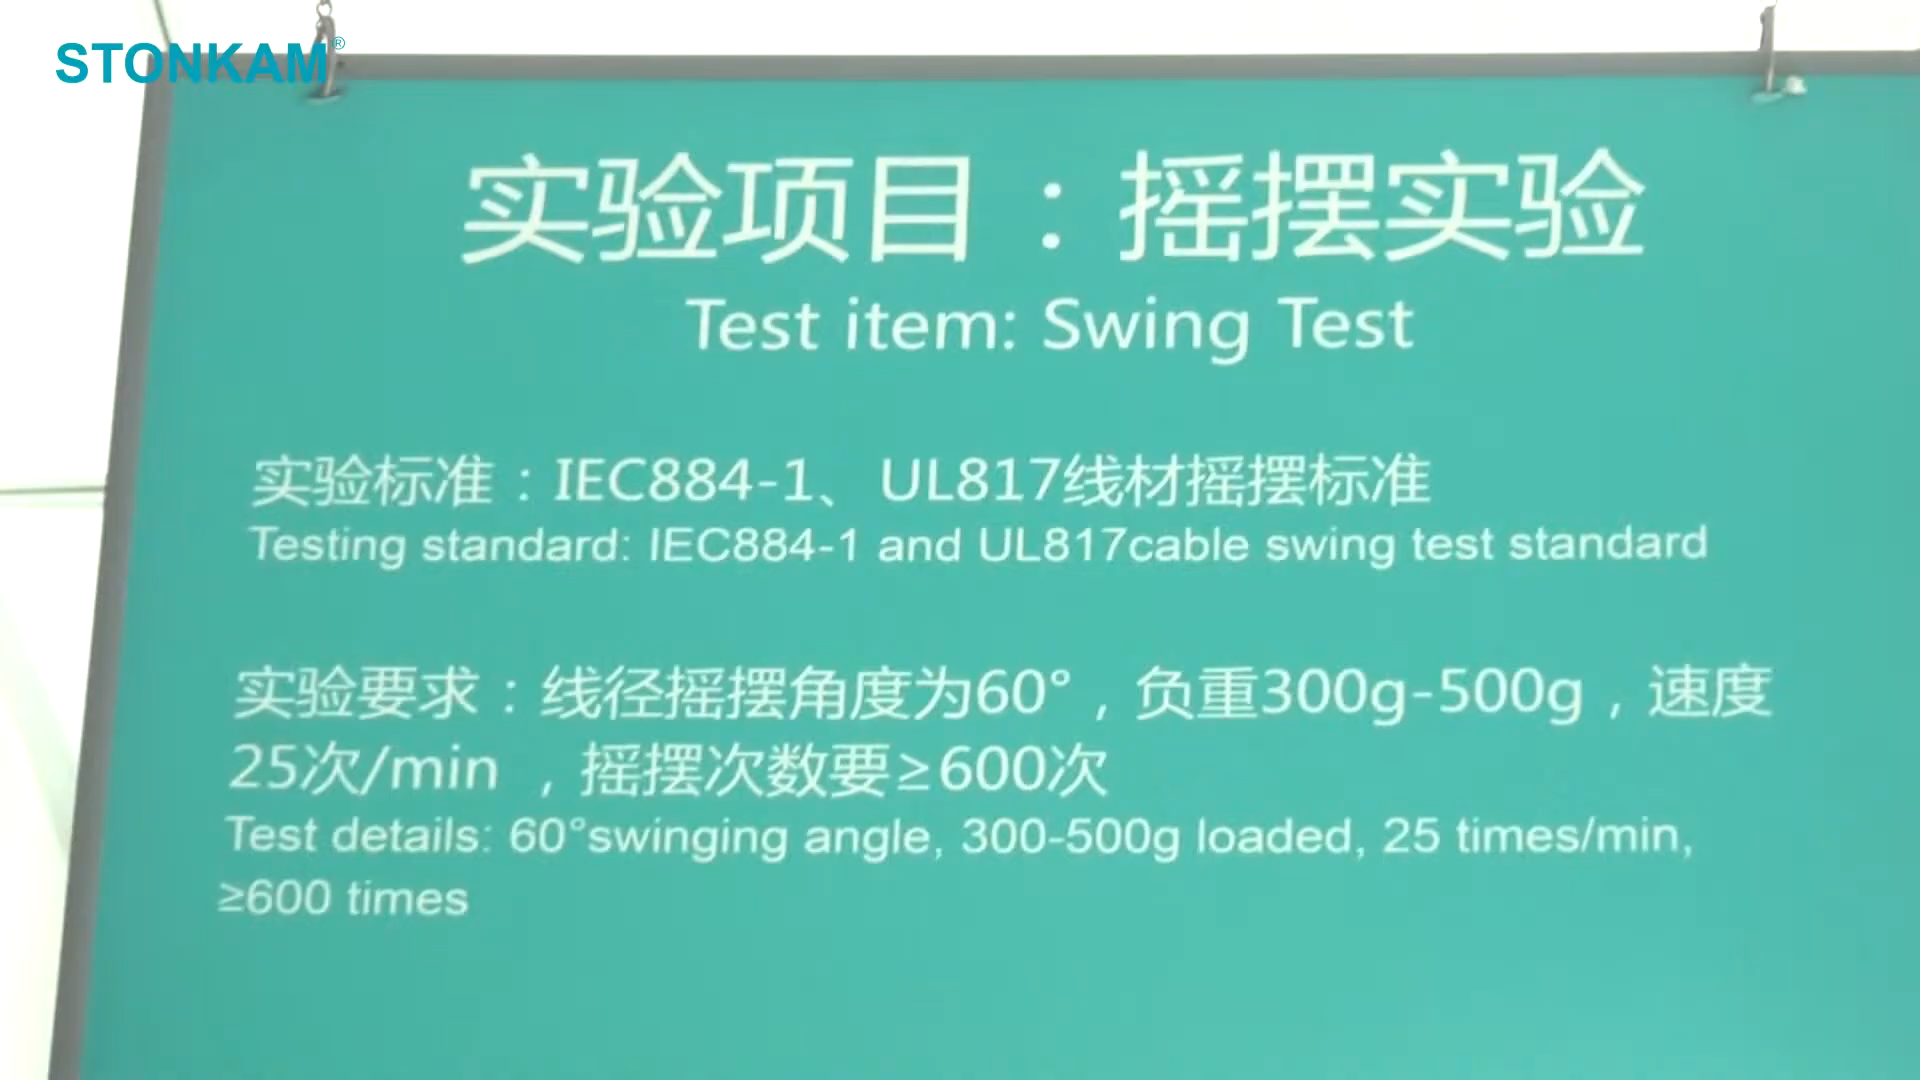 STONKAM®
实验项目：摇摆实验
Test item: Swing Test
实验标准：IEC884-1、UL817线材摇摆标准
Testing standard: IEC884-1 and UL817cable swing test standard
实验要求：线径摇摆角度为60°，负重300g-500g，速度
25次/min ，摇摆次数要≥600次
Test details: 60°swinging angle, 300-500g loaded, 25 times/min,
≥600 times